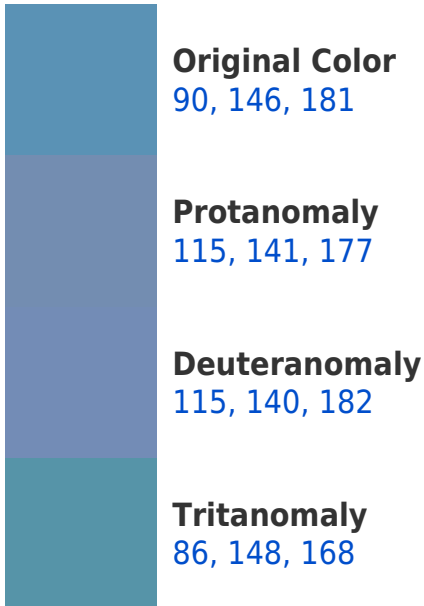 Original Color
90, 146, 181
Protanomaly
115, 141, 177
Deuteranomaly
115, 140, 182
Tritanomaly
86, 148, 168